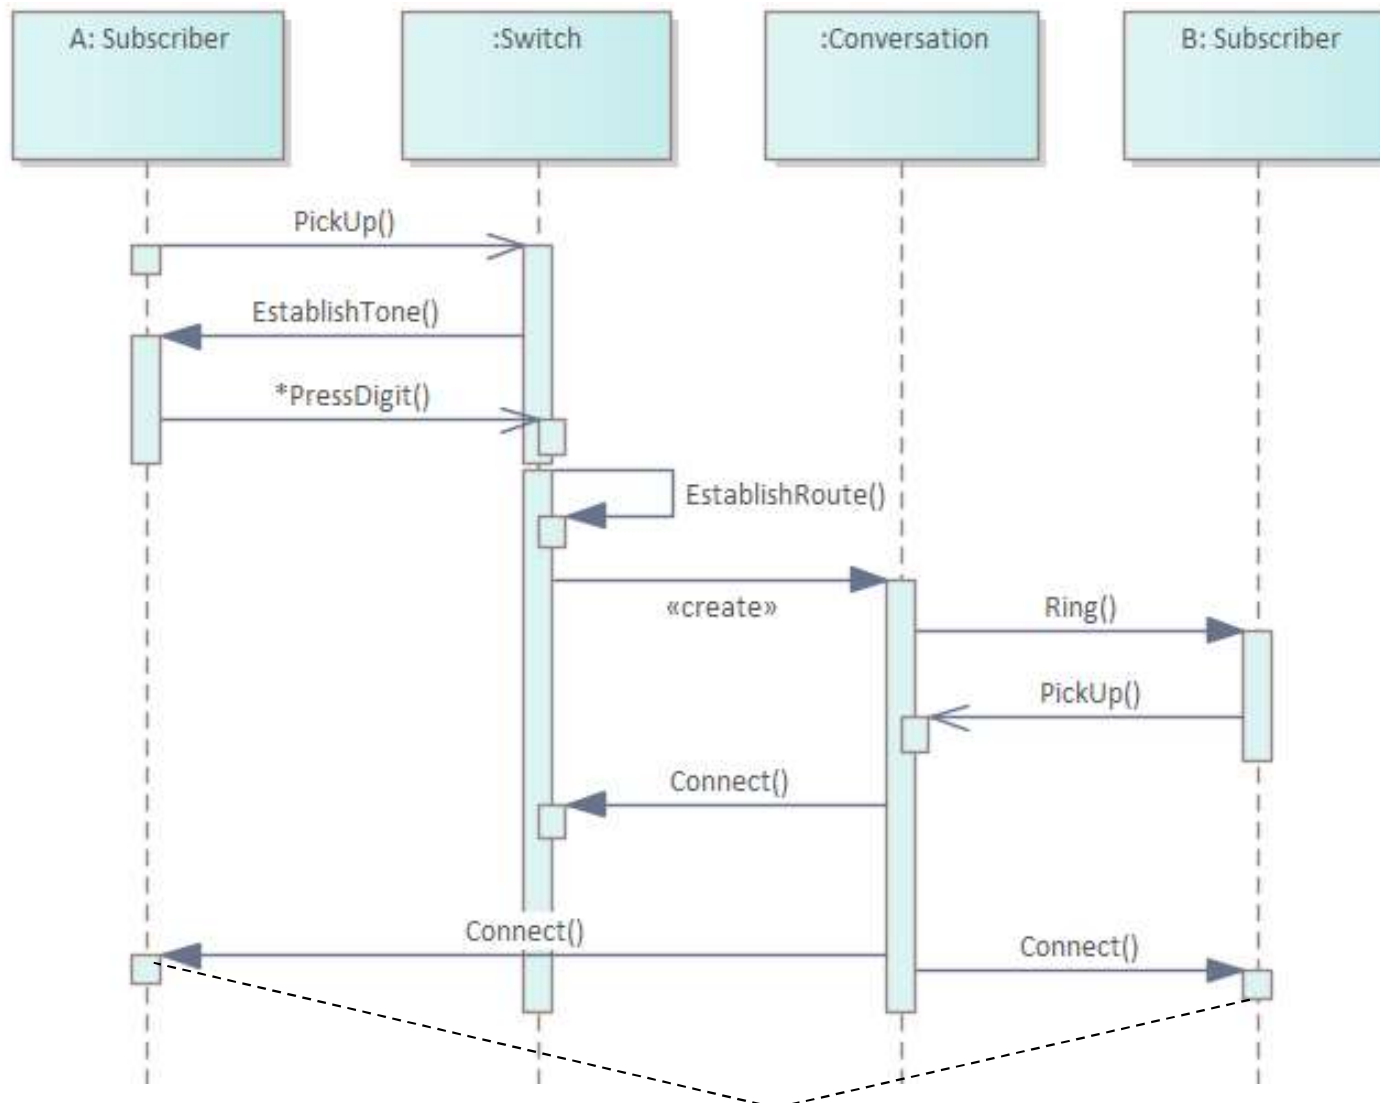 A: Subscriber
:Switch
:Conversation
B: Subscriber
PickUp()
EstablishTone()
*PressDigit()
EstablishRoute()
«create»
Ring()
PickUp()
Connect()
Connect()
Connect()